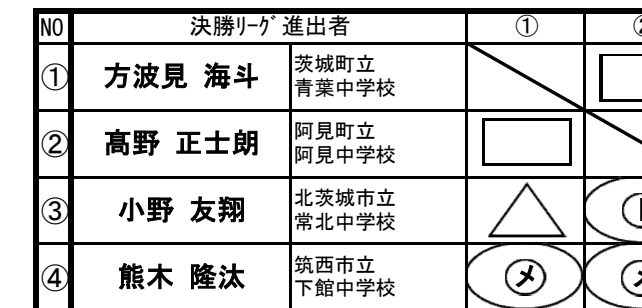 NO 決勝ﾘｰｸﾞ進出者 ①
① 方波見 海斗 茨城町立
青葉中学校
② 髙野 正士朗 阿見町立
阿見中学校
③ 小野 友翔 北茨城市立
常北中学校
④ 熊木 隆汰 筑西市立
下館中学校 メ